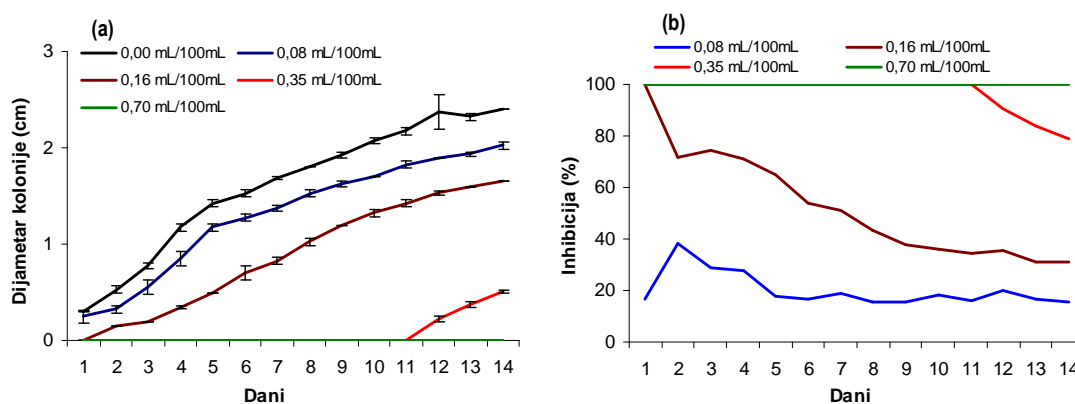 (a)
0,00 mL/100mL 0,08 mL/100mL
0,16 mL/100mL 0,35 mL/100mL
0,70 mL/100mL
Dijametar kolonije (cm)
3
2
1
0
1 2 3 4 5 6 7 8 9 10 11 12 13 14
Dani
(b)
0,08 mL/100mL 0,16 mL/100mL
0,35 mL/100mL 0,70 mL/100mL
Inhibicija (%)
100
80
60
40
20
0
1 2 3 4 5 6 7 8 9 10 11 12 13 14
Dani